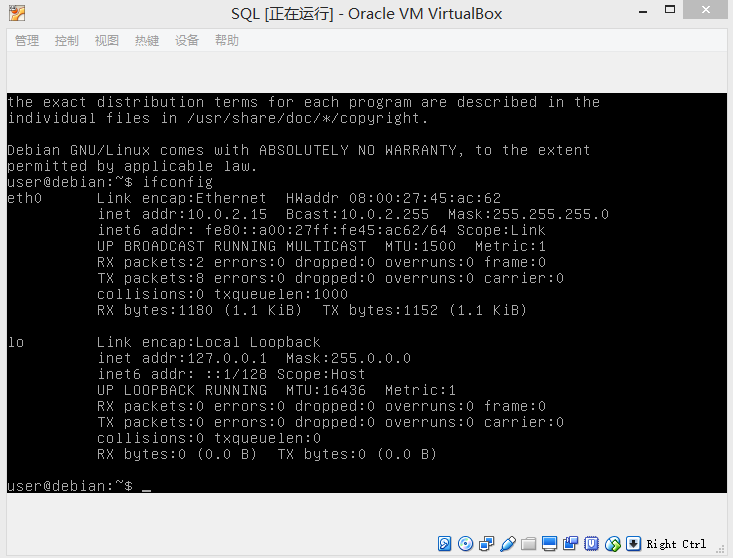 SQL [正在运行] - Oracle VM VirtualBox
管理 控制 视图 热键 设备 帮助
the exact distribution terms for each program are described in the
individual files in /usr/share/doc/*/copyright.
Debian GNU/Linux comes with ABSOLUTELY NO WARRANTY, to the extent
permitted by applicable law.
user@debian:~$ ifconfig
eth0 Link encap:Ethernet HWaddr 08:00:27:45:ac:62
inet addr:10.0.2.15 Bcast:10.0.2.255 Mask:255.255.255.0
inet6 addr: fe80::a00:27ff:fe45:ac62/64 Scope:Link
UP BROADCAST RUNNING MULTICAST MTU:1500 Metric:1
RX packets:2 errors:0 dropped:0 overruns:0 frame:0
TX packets:8 errors:0 dropped:0 overruns:0 carrier:0
collisions:0 txqueuelen:1000
RX bytes:1180 (1.1 KiB) TX bytes:1152 (1.1 KiB)
lo Link encap:Local Loopback
inet addr:127.0.0.1 Mask:255.0.0.0
inet6 addr: ::1/128 Scope:Host
UP LOOPBACK RUNNING MTU:16436 Metric:1
RX packets:0 errors:0 dropped:0 overruns:0 frame:0
TX packets:0 errors:0 dropped:0 overruns:0 carrier:0
collisions:0 txqueuelen:0
RX bytes:0 (0.0 B) TX bytes:0 (0.0 B)
user@debian:~$ _
Right Ctrl